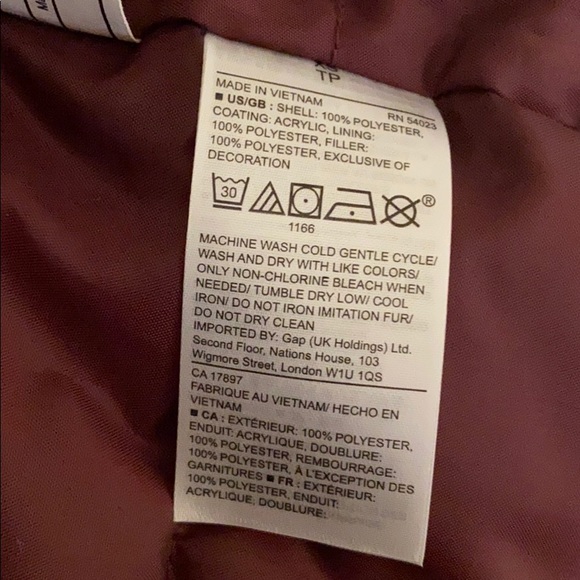 XS
TP
MADE IN VIETNAM RN 54023
■ US/GB : SHELL: 100% POLYESTER,
COATING: ACRYLIC, LINING:
100% POLYESTER, FILLER:
100% POLYESTER, EXCLUSIVE OF
DECORATION
30 ®
1166
MACHINE WASH COLD GENTLE CYCLE/
WASH AND DRY WITH LIKE COLORS/
ONLY NON-CHLORINE BLEACH WHEN
NEEDED/ TUMBLE DRY LOW/ COOL
IRON/ DO NOT IRON IMITATION FUR/
DO NOT DRY CLEAN
IMPORTED BY: Gap (UK Holdings) Ltd.
Second Floor, Nations House, 103
Wigmore Street, London W1U 1QS
CA 17897
FABRIQUE AU VIETNAM/ HECHO EN
VIETNAM
■ CA : EXTÉRIEUR: 100% POLYESTER,
ENDUIT: ACRYLIQUE, DOUBLURE:
100% POLYESTER, REMBOURRAGE:
100% POLYESTER, À L'EXCEPTION DES
GARNITURES ■ FR : EXTÉRIEUR:
100% POLYESTER, ENDUIT:
ACRYLIQUE, DOUBLURE: